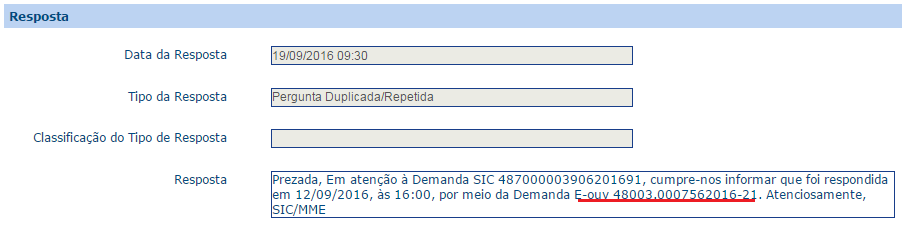 Resposta
Data da Resposta
19/09/2016 09:30
Tipo da Resposta
Pergunta Duplicada/Repetida
Classificação do Tipo de Resposta
Resposta
Prezada, Em atenção à Demanda SIC 487000003906201691, cumpre-nos informar que foi respondida
em 12/09/2016, às 16:00, por meio da Demanda E-ouv 48003.0007562016-21. Atenciosamente,
SIC/MME